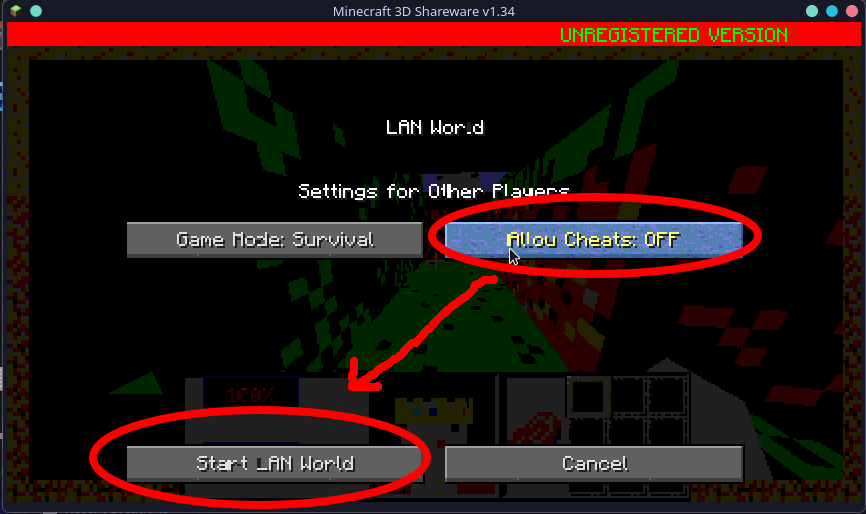 Minecraft 3D Shareware v1.34
UNREGISTERED VERSION
LAN World
Settings for Other Players
Game Mode: Survival
Allow Cheats: OFF
100%
Start LAN World
Cancel